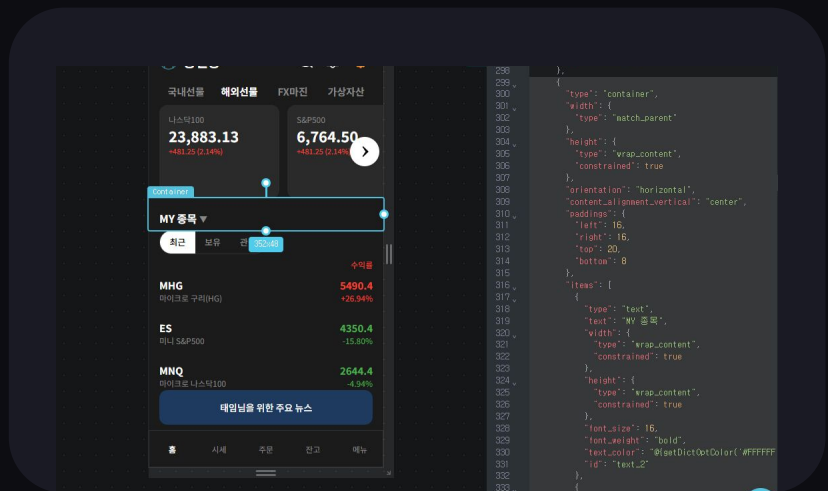 국내선물 해외선물 FX마진 가상자산
나스닥100
23,883.13
+481.25 (2.14%)
S&P500
6,764.50
+481.25 (2.14%)
Container
MY 종목 ▼
최근 보유 관
352x48
수익률
MHG 5490.4
마이크로 구리(HG) +26.94%
ES 4350.4
미니 S&P500 -15.80%
MNQ 2644.4
마이크로 나스닥100 -4.94%
태임님을 위한 주요 뉴스
홈 시세 주문 잔고 메뉴
298 },
299 {
300 "type": "container",
301 "width": {
302 "type": "match_parent"
303 },
304 "height": {
305 "type": "wrap_content",
306 "constrained": true
307 },
308 "orientation": "horizontal",
309 "content_alignment_vertical": "center",
310 "paddings": {
311 "left": 16,
312 "right": 16,
313 "top": 20,
314 "bottom": 8
315 },
316 "items": [
317 {
318 "type": "text",
319 "text": "MY 종목",
320 "width": {
321 "type": "wrap_content",
322 "constrained": true
323 },
324 "height": {
325 "type": "wrap_content",
326 "constrained": true
327 },
328 "font_size": 16,
329 "font_weight": "bold",
330 "text_color": "@{getDictOptColor('#FFFFFF
331 "id": "text_2"
332 },
333 {